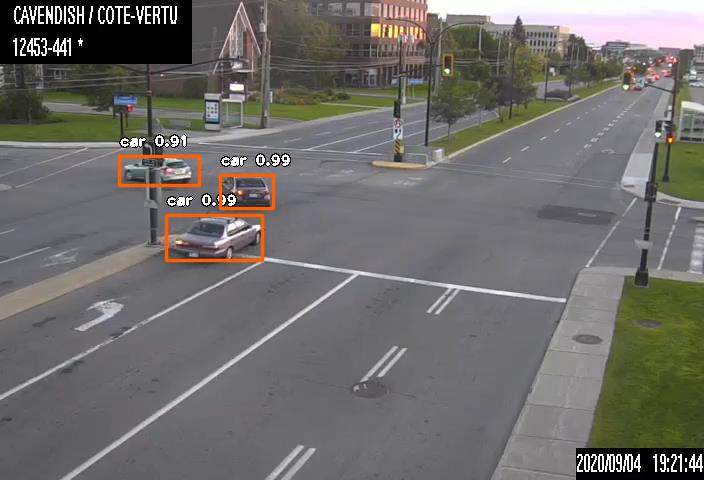 CAVENDISH / COTE-VERTU
12453-441 *
car 0.91
car 0.99
car 0.99
2020/09/04 19:21:44